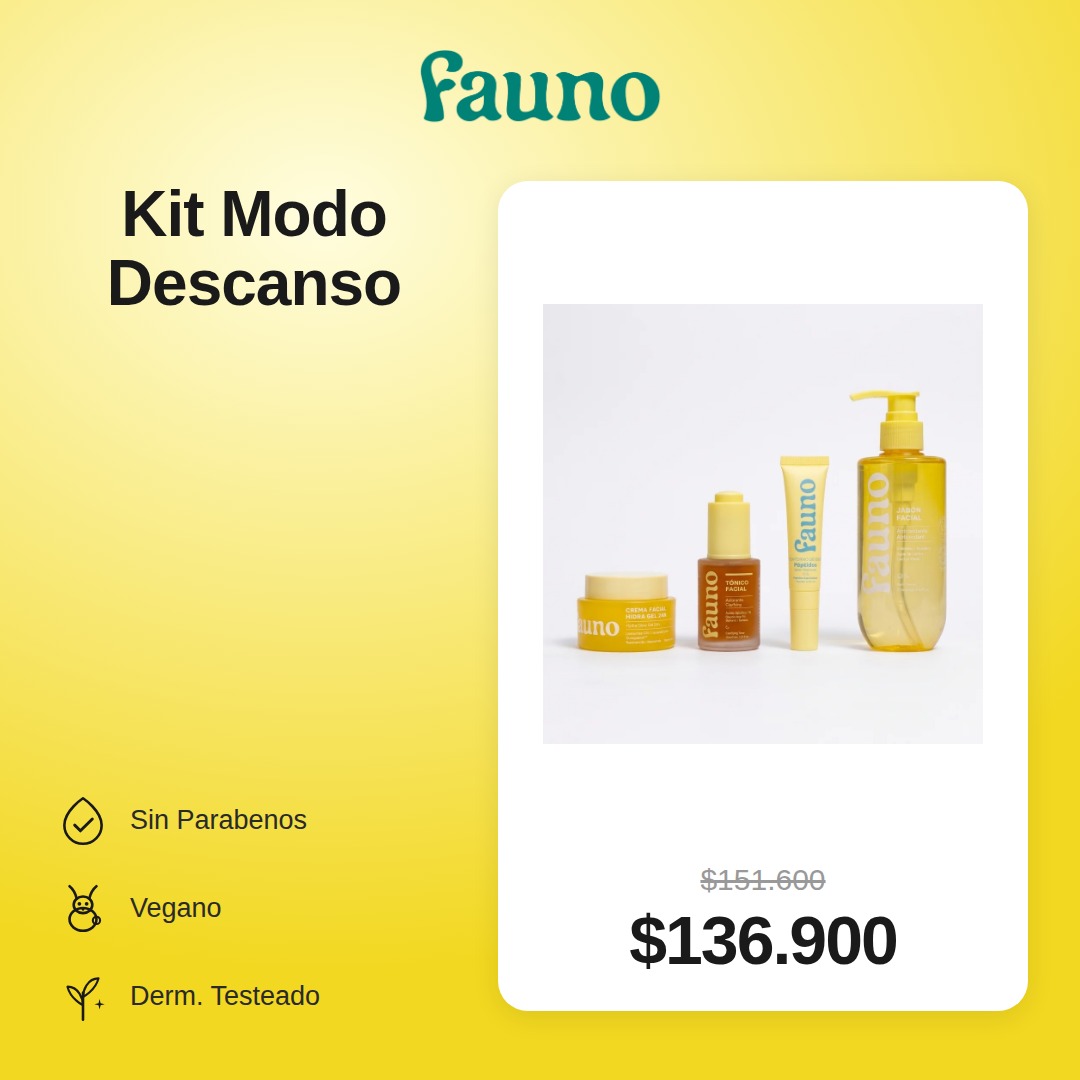 fauno
Kit Modo
Descanso
fauno
CREMA FACIAL
fauno
TÓNICO
FACIAL
fauno
Péptidos
fauno
JABÓN
FACIAL
$151.600
$136.900
Sin Parabenos
Vegano
Derm. Testeado